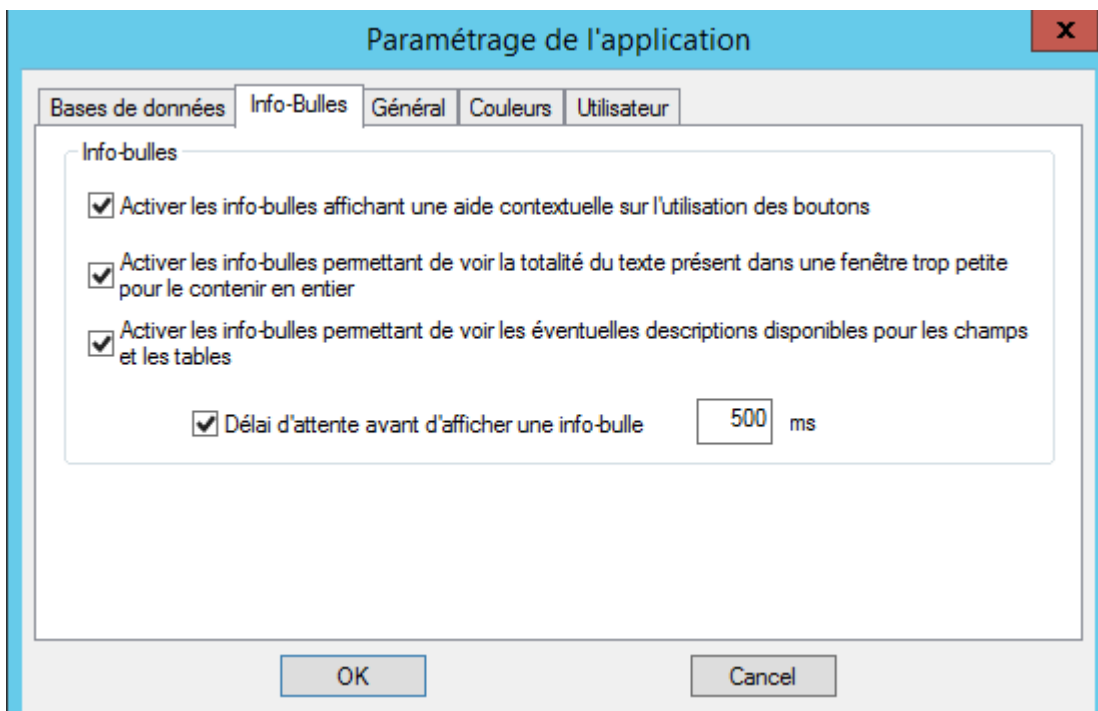 Paramétrage de l'application
x
Bases de données Info-Bulles Général Couleurs Utilisateur
Info-bulles
Activer les info-bulles affichant une aide contextuelle sur l'utilisation des boutons
Activer les info-bulles permettant de voir la totalité du texte présent dans une fenêtre trop petite
pour le contenir en entier
Activer les info-bulles permettant de voir les éventuelles descriptions disponibles pour les champs
et les tables
Délai d'attente avant d'afficher une info-bulle 500 ms
OK Cancel